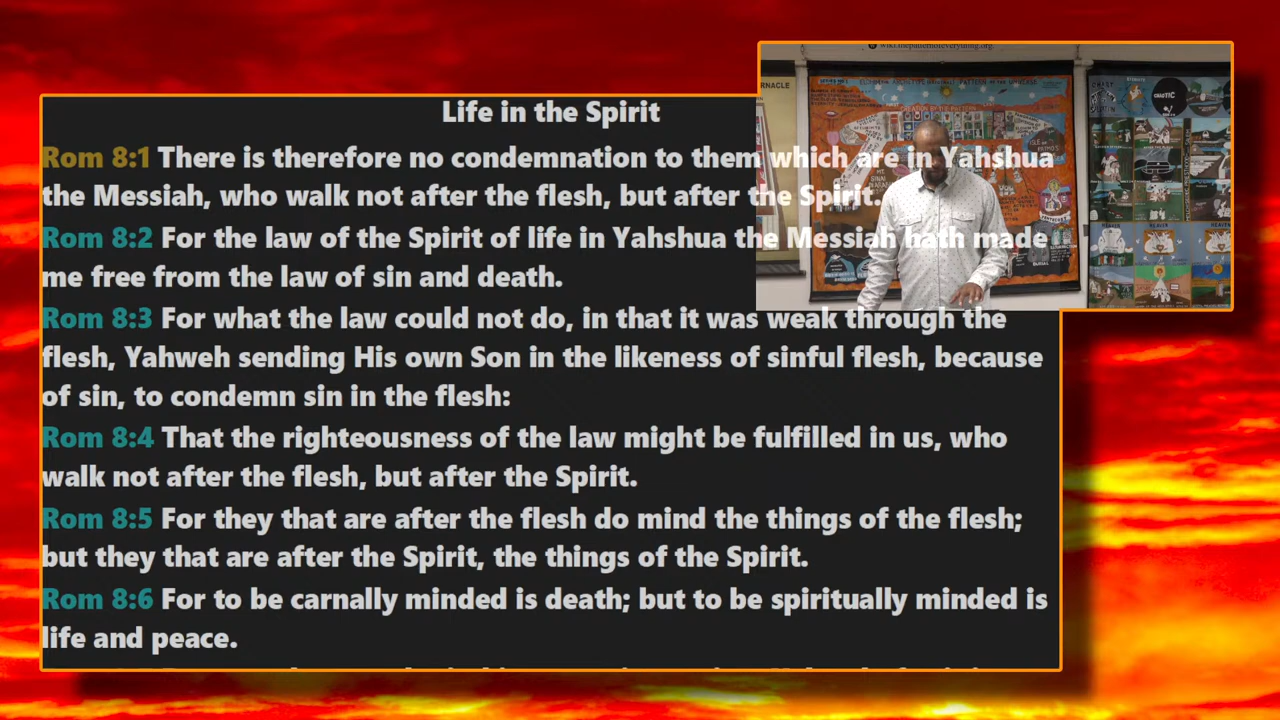 wiki.thepatternofeverything.org
NACLE
Life in the Spirit
Rom 8:1 There is therefore no condemnation to them which are in Yahshua
the Messiah, who walk not after the flesh, but after the Spirit.
Rom 8:2 For the law of the Spirit of life in Yahshua the Messiah hath made
me free from the law of sin and death.
Rom 8:3 For what the law could not do, in that it was weak through the
flesh, Yahweh sending His own Son in the likeness of sinful flesh, because
of sin, to condemn sin in the flesh:
Rom 8:4 That the righteousness of the law might be fulfilled in us, who
walk not after the flesh, but after the Spirit.
Rom 8:5 For they that are after the flesh do mind the things of the flesh;
but they that are after the Spirit, the things of the Spirit.
Rom 8:6 For to be carnally minded is death; but to be spiritually minded is
life and peace.